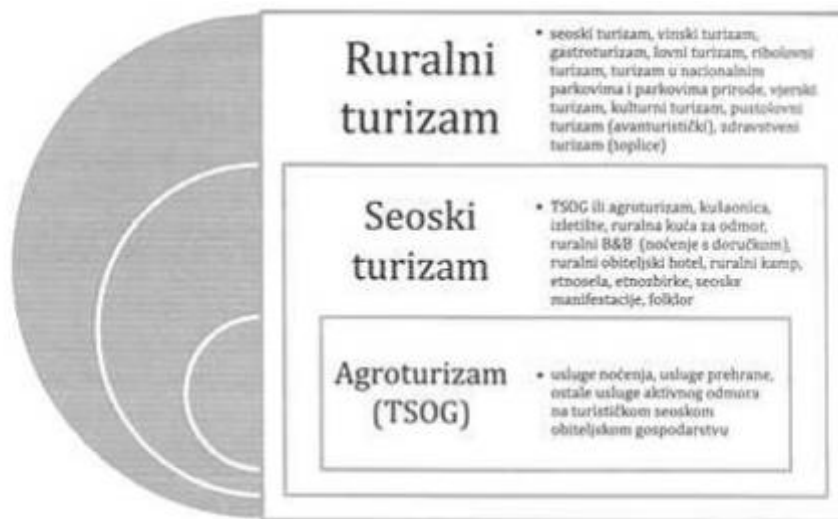 Ruralni
turizam
• seoski turizam, vinski turizam,
gastroturizam, lovni turizam, ribolovni
turizam, turizam u nacionalnim
parkovima i parkovima prirode, vjerski
turizam, kulturni turizam, pustolovni
turizam (avanturistički), zdravstveni
turizam (toplice)
Seoski
turizam
• TSOG ili agroturizam, kušaonica,
izletište, ruralna kuća za odmor,
ruralni B&B (noćenje s doručkom),
ruralni obiteljski hotel, ruralni kamp,
etnosela, etnozbirke, seoske
manifestacije, folklor
Agroturizam
(TSOG)
• usluge noćenja, usluge prehrane,
ostale usluge aktivnog odmora
na turističkom seoskom
obiteljskom gospodarstvu